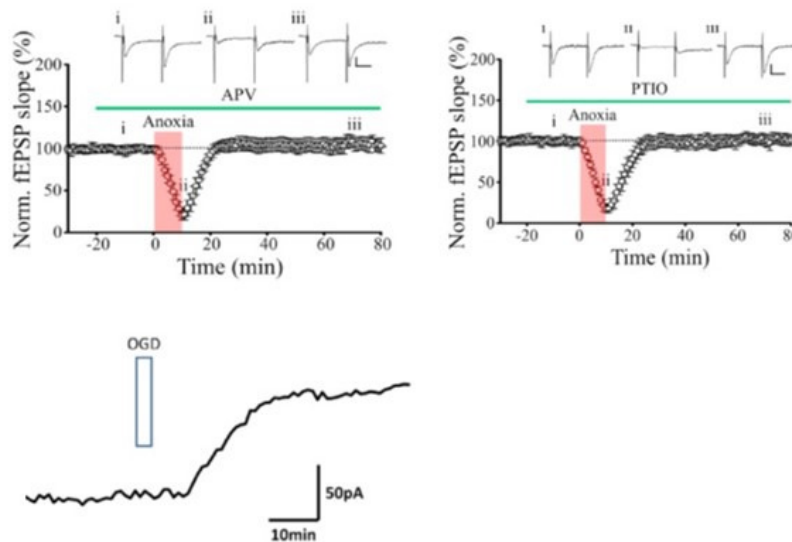 i ii iii
Norm. fEPSP slope (%)
200
150
100
50
0
APV
Anoxia
i
ii
iii
-20 0 20 40 60 80
Time (min)
I II III
Norm. fEPSP slope (%)
200
150
100
50
0
PTIO
Anoxia
i
ii
iii
-20 0 20 40 60 80
Time (min)
OGD
50pA
10min